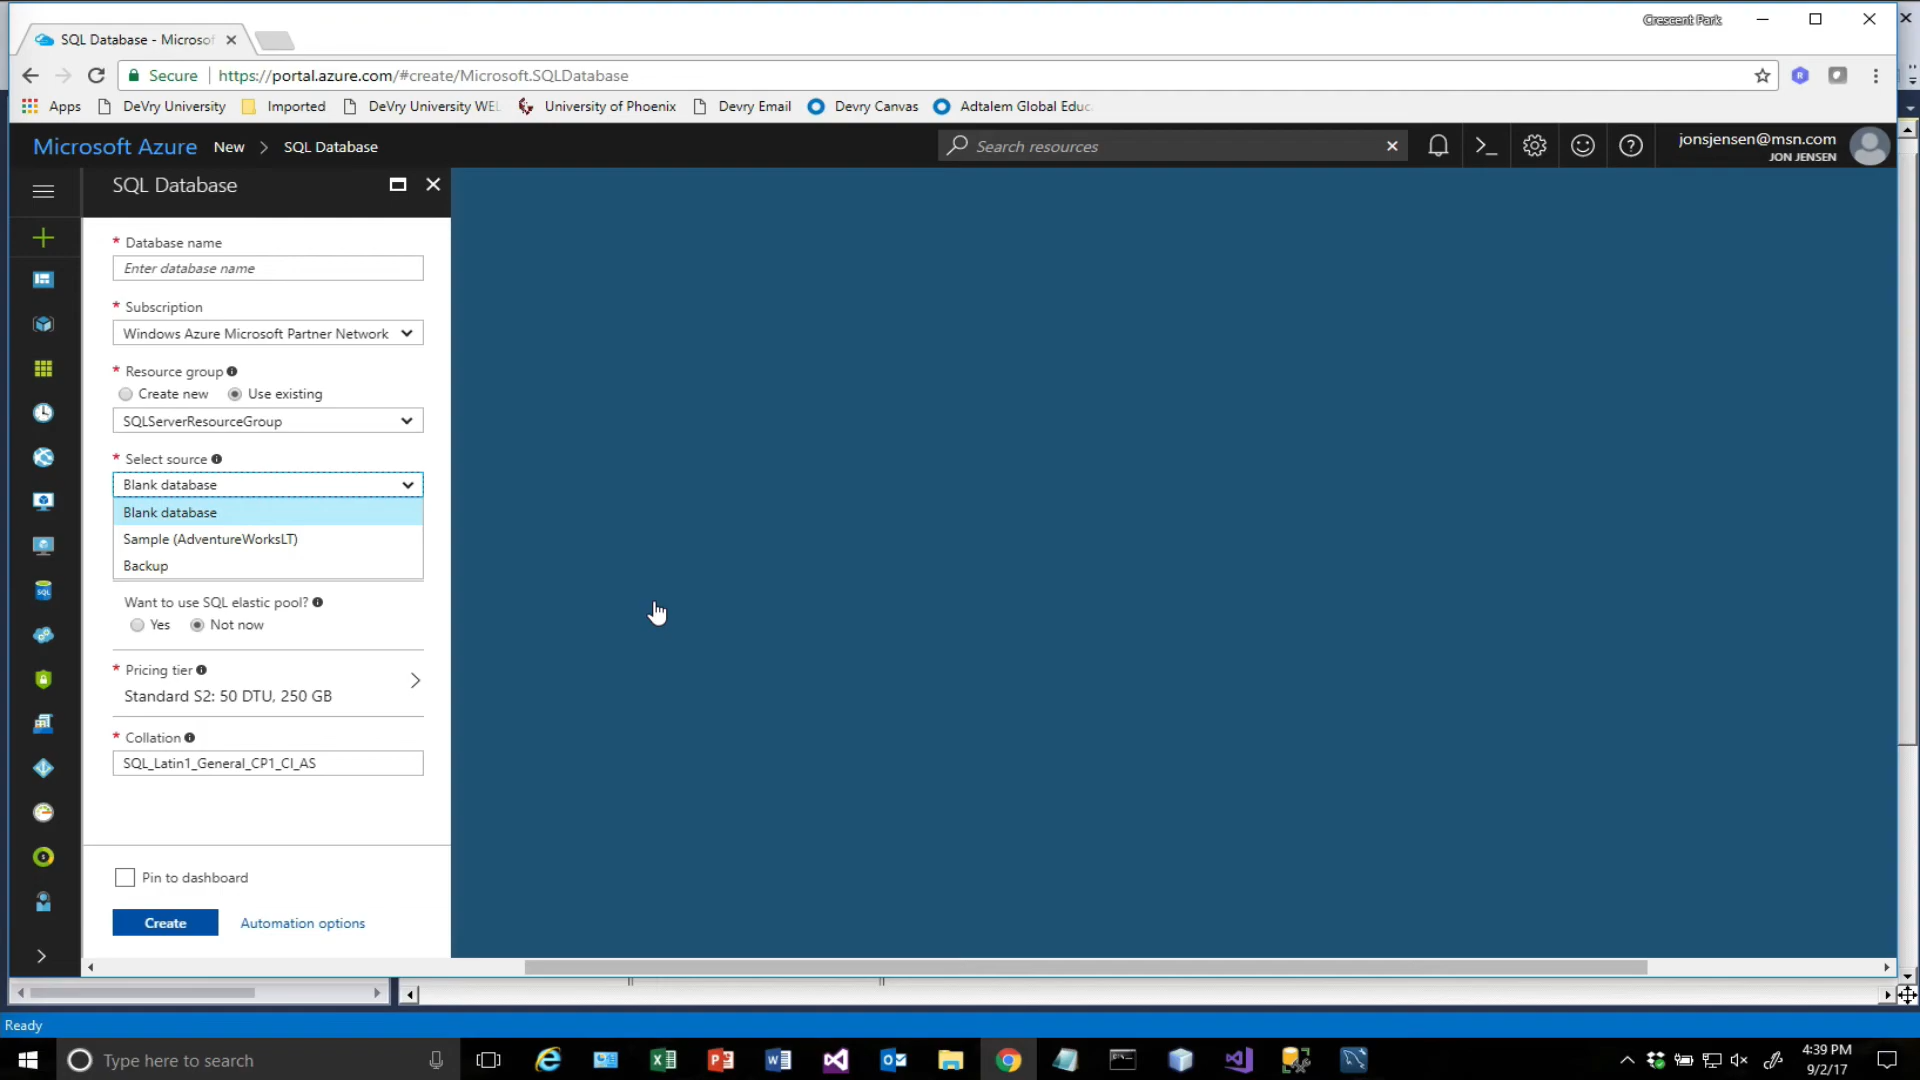 Crescent Park
SQL Database - Microsof
Secure https://portal.azure.com/#create/Microsoft.SQLDatabase
Apps DeVry University Imported DeVry University WEL University of Phoenix Devry Email Devry Canvas Adtalem Global Educ
Microsoft Azure New > SQL Database Search resources jonsjensen@msn.com
JON JENSEN
SQL Database
* Database name
Enter database name
* Subscription
Windows Azure Microsoft Partner Network
* Resource group
Create new Use existing
SQLServerResourceGroup
* Select source
Blank database
Blank database
Sample (AdventureWorksLT)
Backup
Want to use SQL elastic pool?
Yes Not now
* Pricing tier
Standard S2: 50 DTU, 250 GB
* Collation
SQL_Latin1_General_CP1_CI_AS
Pin to dashboard
Create Automation options
Ready
Type here to search
4:39 PM
9/2/17